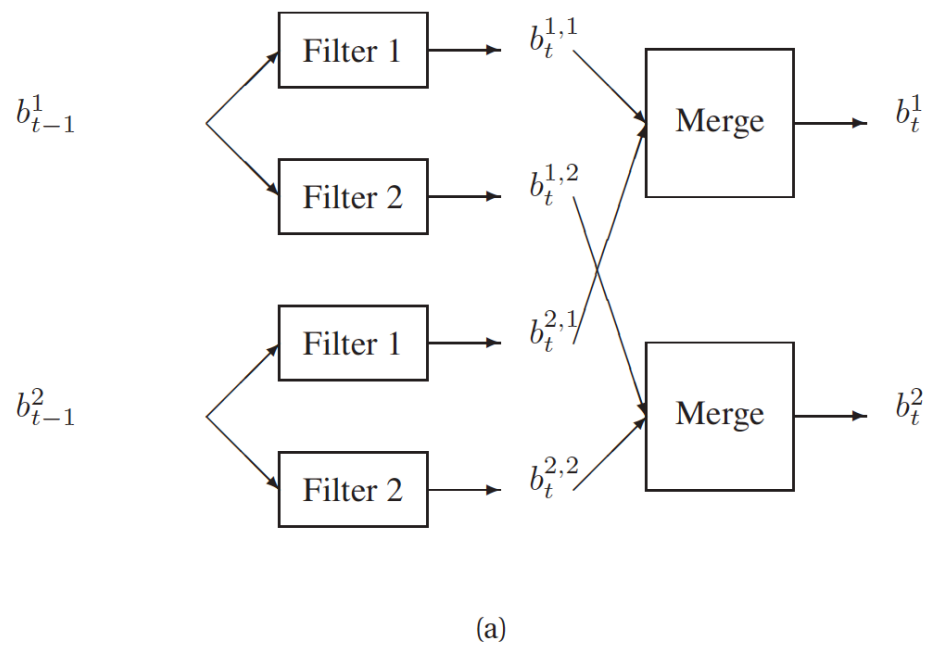 Filter 1
b_t^{1,1}
b_{t-1}^1
Merge
b_t^1
Filter 2
b_t^{1,2}
Filter 1
b_t^{2,1}
b_{t-1}^2
Merge
b_t^2
Filter 2
b_t^{2,2}
(a)